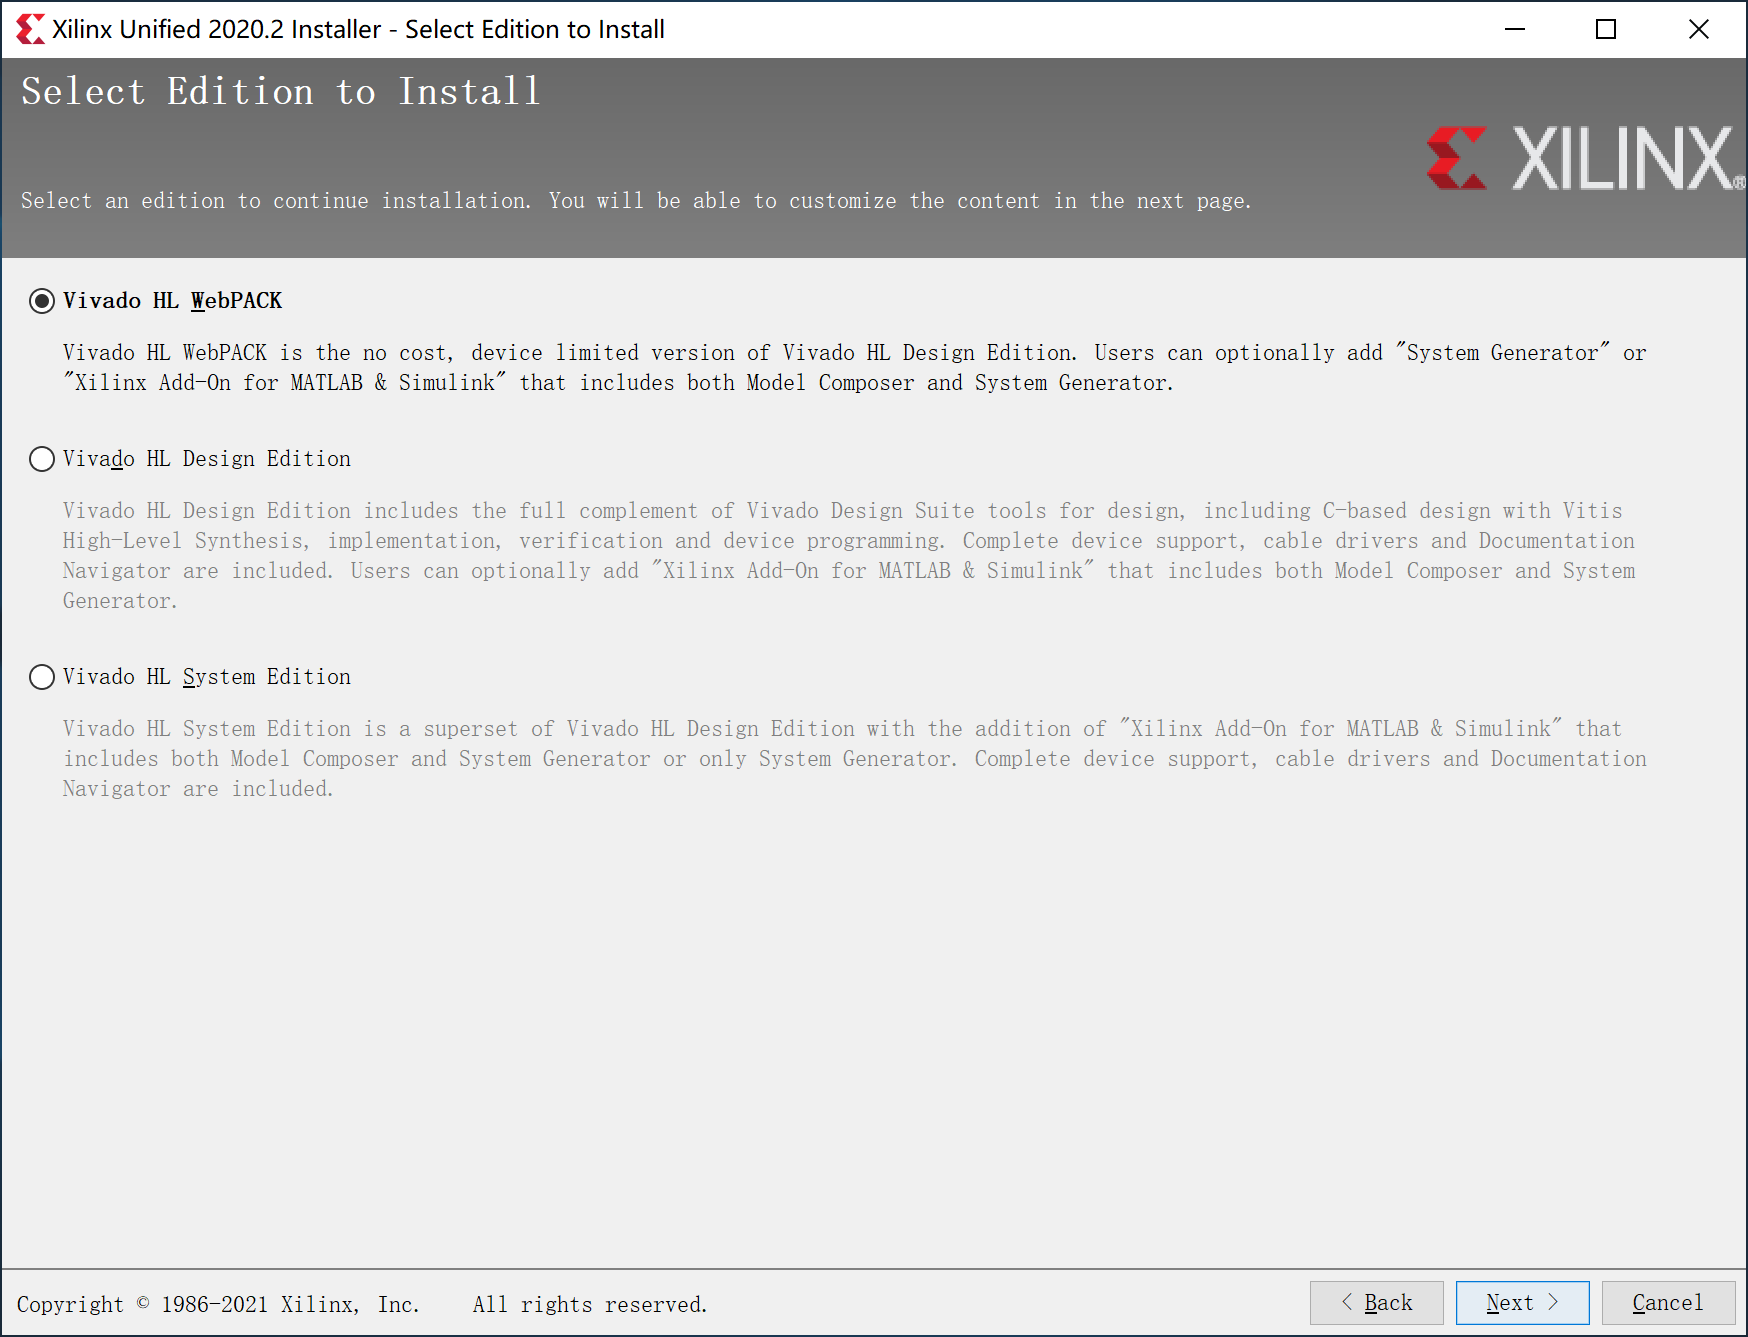 Xilinx Unified 2020.2 Installer - Select Edition to Install
Select Edition to Install
XILINX®
Select an edition to continue installation. You will be able to customize the content in the next page.
Vivado HL WebPACK
Vivado HL WebPACK is the no cost, device limited version of Vivado HL Design Edition. Users can optionally add "System Generator" or
"Xilinx Add-On for MATLAB & Simulink" that includes both Model Composer and System Generator.
Vivado HL Design Edition
Vivado HL Design Edition includes the full complement of Vivado Design Suite tools for design, including C-based design with Vitis
High-Level Synthesis, implementation, verification and device programming. Complete device support, cable drivers and Documentation
Navigator are included. Users can optionally add "Xilinx Add-On for MATLAB & Simulink" that includes both Model Composer and System
Generator.
Vivado HL System Edition
Vivado HL System Edition is a superset of Vivado HL Design Edition with the addition of "Xilinx Add-On for MATLAB & Simulink" that
includes both Model Composer and System Generator or only System Generator. Complete device support, cable drivers and Documentation
Navigator are included.
Copyright © 1986-2021 Xilinx, Inc. All rights reserved.
< Back
Next >
Cancel